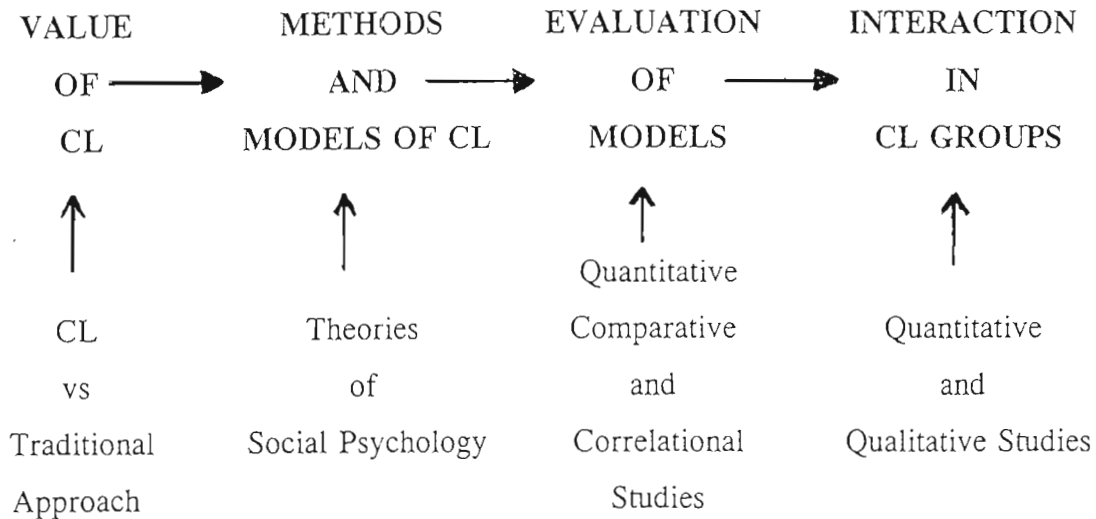 VALUE
OF
CL
METHODS
AND
MODELS OF CL
EVALUATION
OF
MODELS
INTERACTION
IN
CL GROUPS
CL
vs
Traditional
Approach
Theories
of
Social Psychology
Quantitative
Comparative
and
Correlational
Studies
Quantitative
and
Qualitative Studies